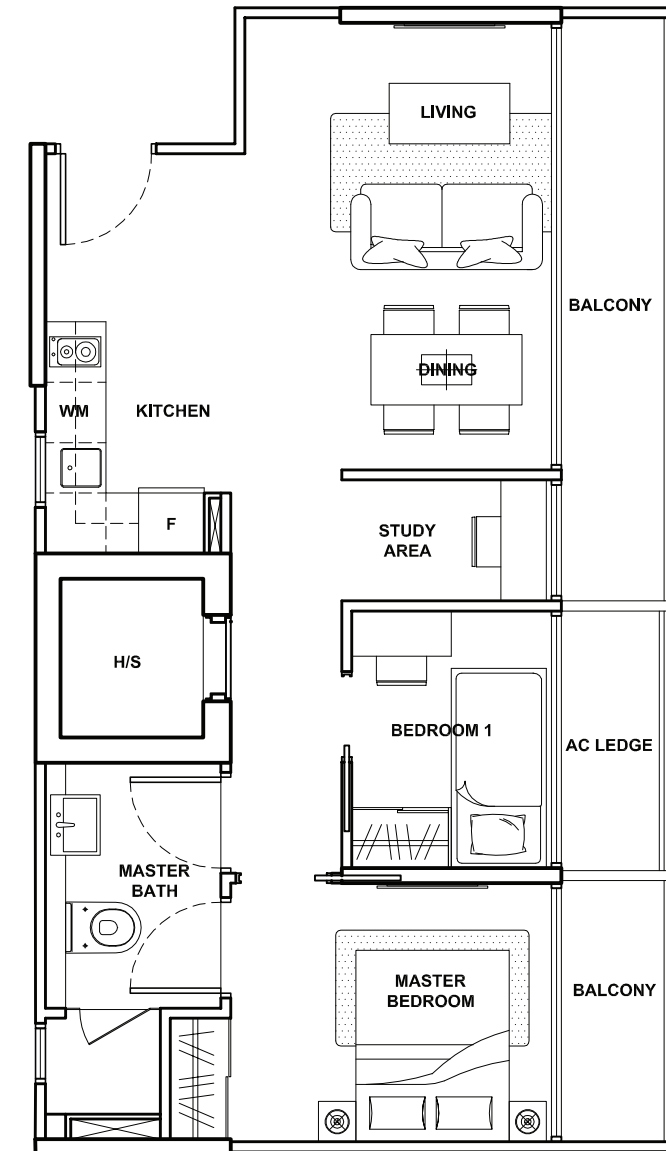 LIVING
BALCONY
DINING
WM
KITCHEN
F
STUDY
AREA
H/S
BEDROOM 1
AC LEDGE
MASTER
BATH
MASTER
BEDROOM
BALCONY